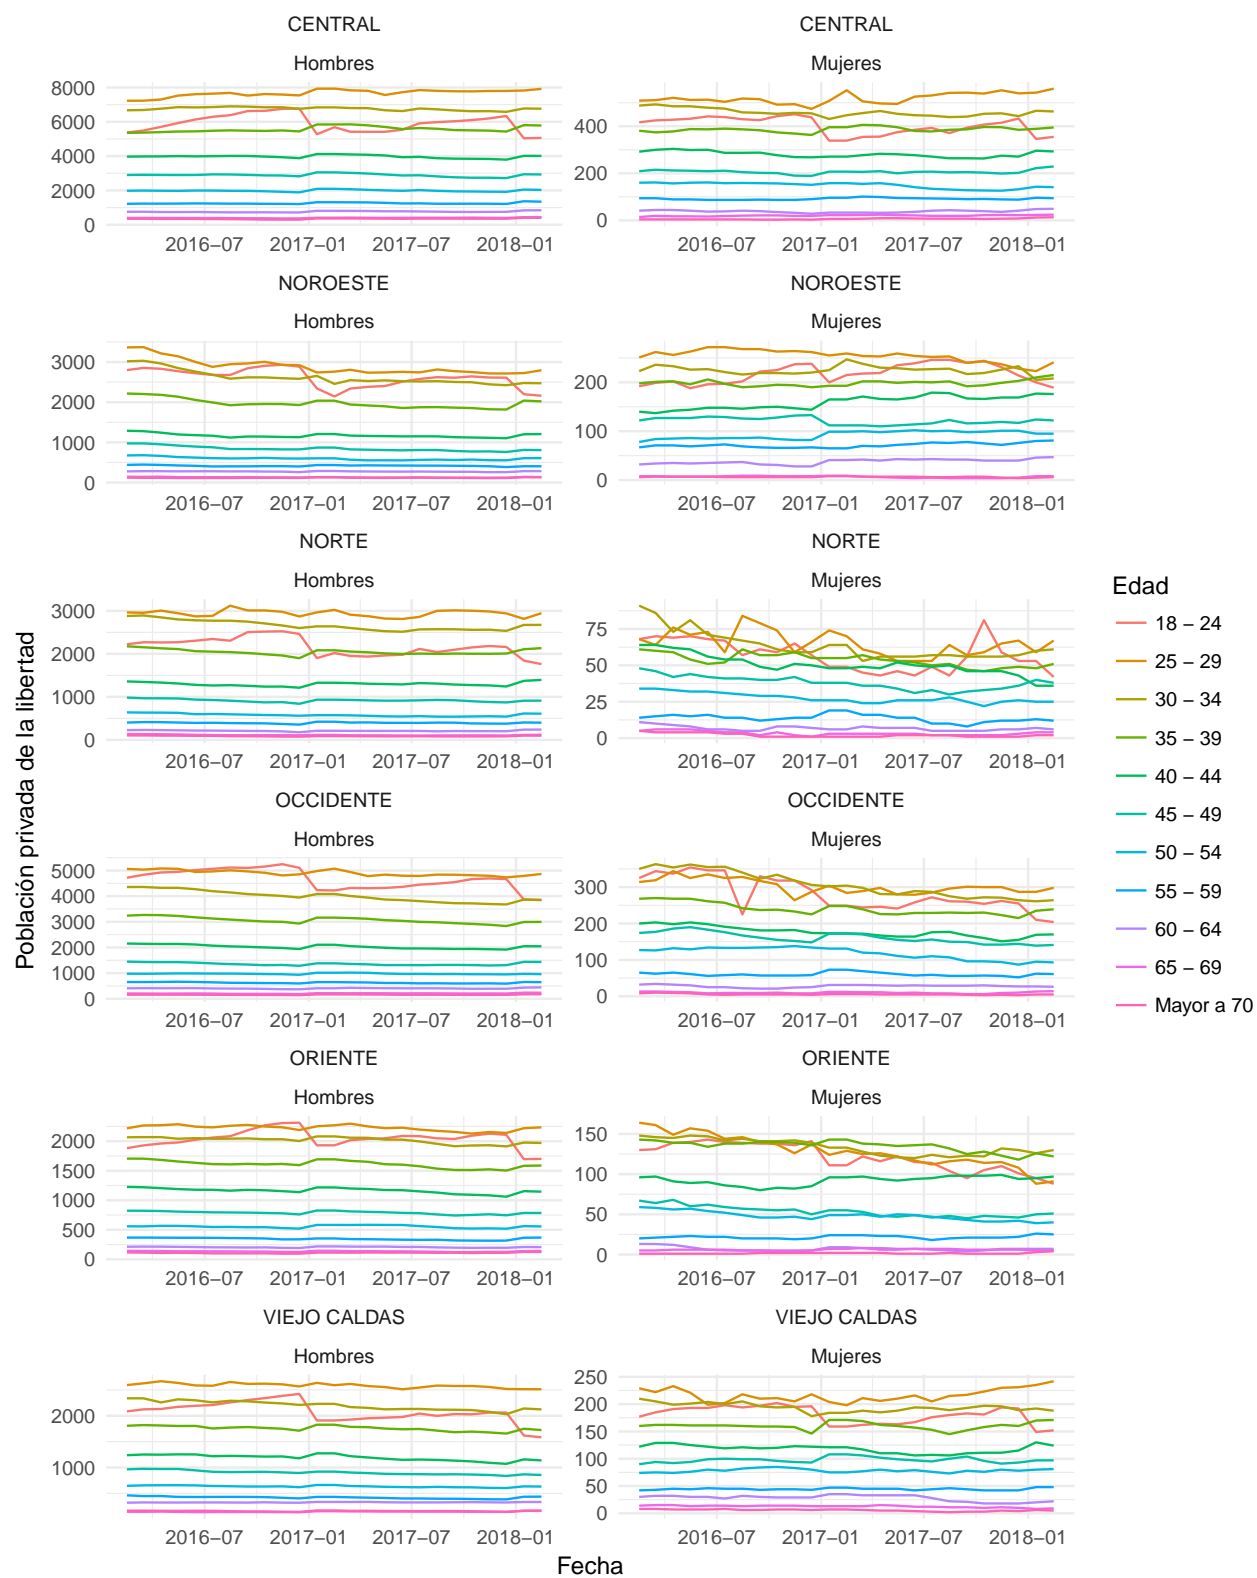 CENTRAL CENTRAL
Hombres Mujeres
8000
6000
4000
2000
0
400
200
0
2016−07 2017−01 2017−07 2018−01 2016−07 2017−01 2017−07 2018−01
NOROESTE NOROESTE
Hombres Mujeres
3000
2000
1000
0
200
100
0
2016−07 2017−01 2017−07 2018−01 2016−07 2017−01 2017−07 2018−01
NORTE NORTE
Hombres Mujeres
3000
2000
1000
0
75
50
25
0
2016−07 2017−01 2017−07 2018−01 2016−07 2017−01 2017−07 2018−01
OCCIDENTE OCCIDENTE
Hombres Mujeres
5000
4000
3000
2000
1000
0
300
200
100
0
2016−07 2017−01 2017−07 2018−01 2016−07 2017−01 2017−07 2018−01
ORIENTE ORIENTE
Hombres Mujeres
2000
1500
1000
500
0
150
100
50
0
2016−07 2017−01 2017−07 2018−01 2016−07 2017−01 2017−07 2018−01
VIEJO CALDAS VIEJO CALDAS
Hombres Mujeres
2000
1000
250
200
150
100
50
0
2016−07 2017−01 2017−07 2018−01 2016−07 2017−01 2017−07 2018−01
Fecha
Población privada de la libertad
Edad
18 − 24
25 − 29
30 − 34
35 − 39
40 − 44
45 − 49
50 − 54
55 − 59
60 − 64
65 − 69
Mayor a 70